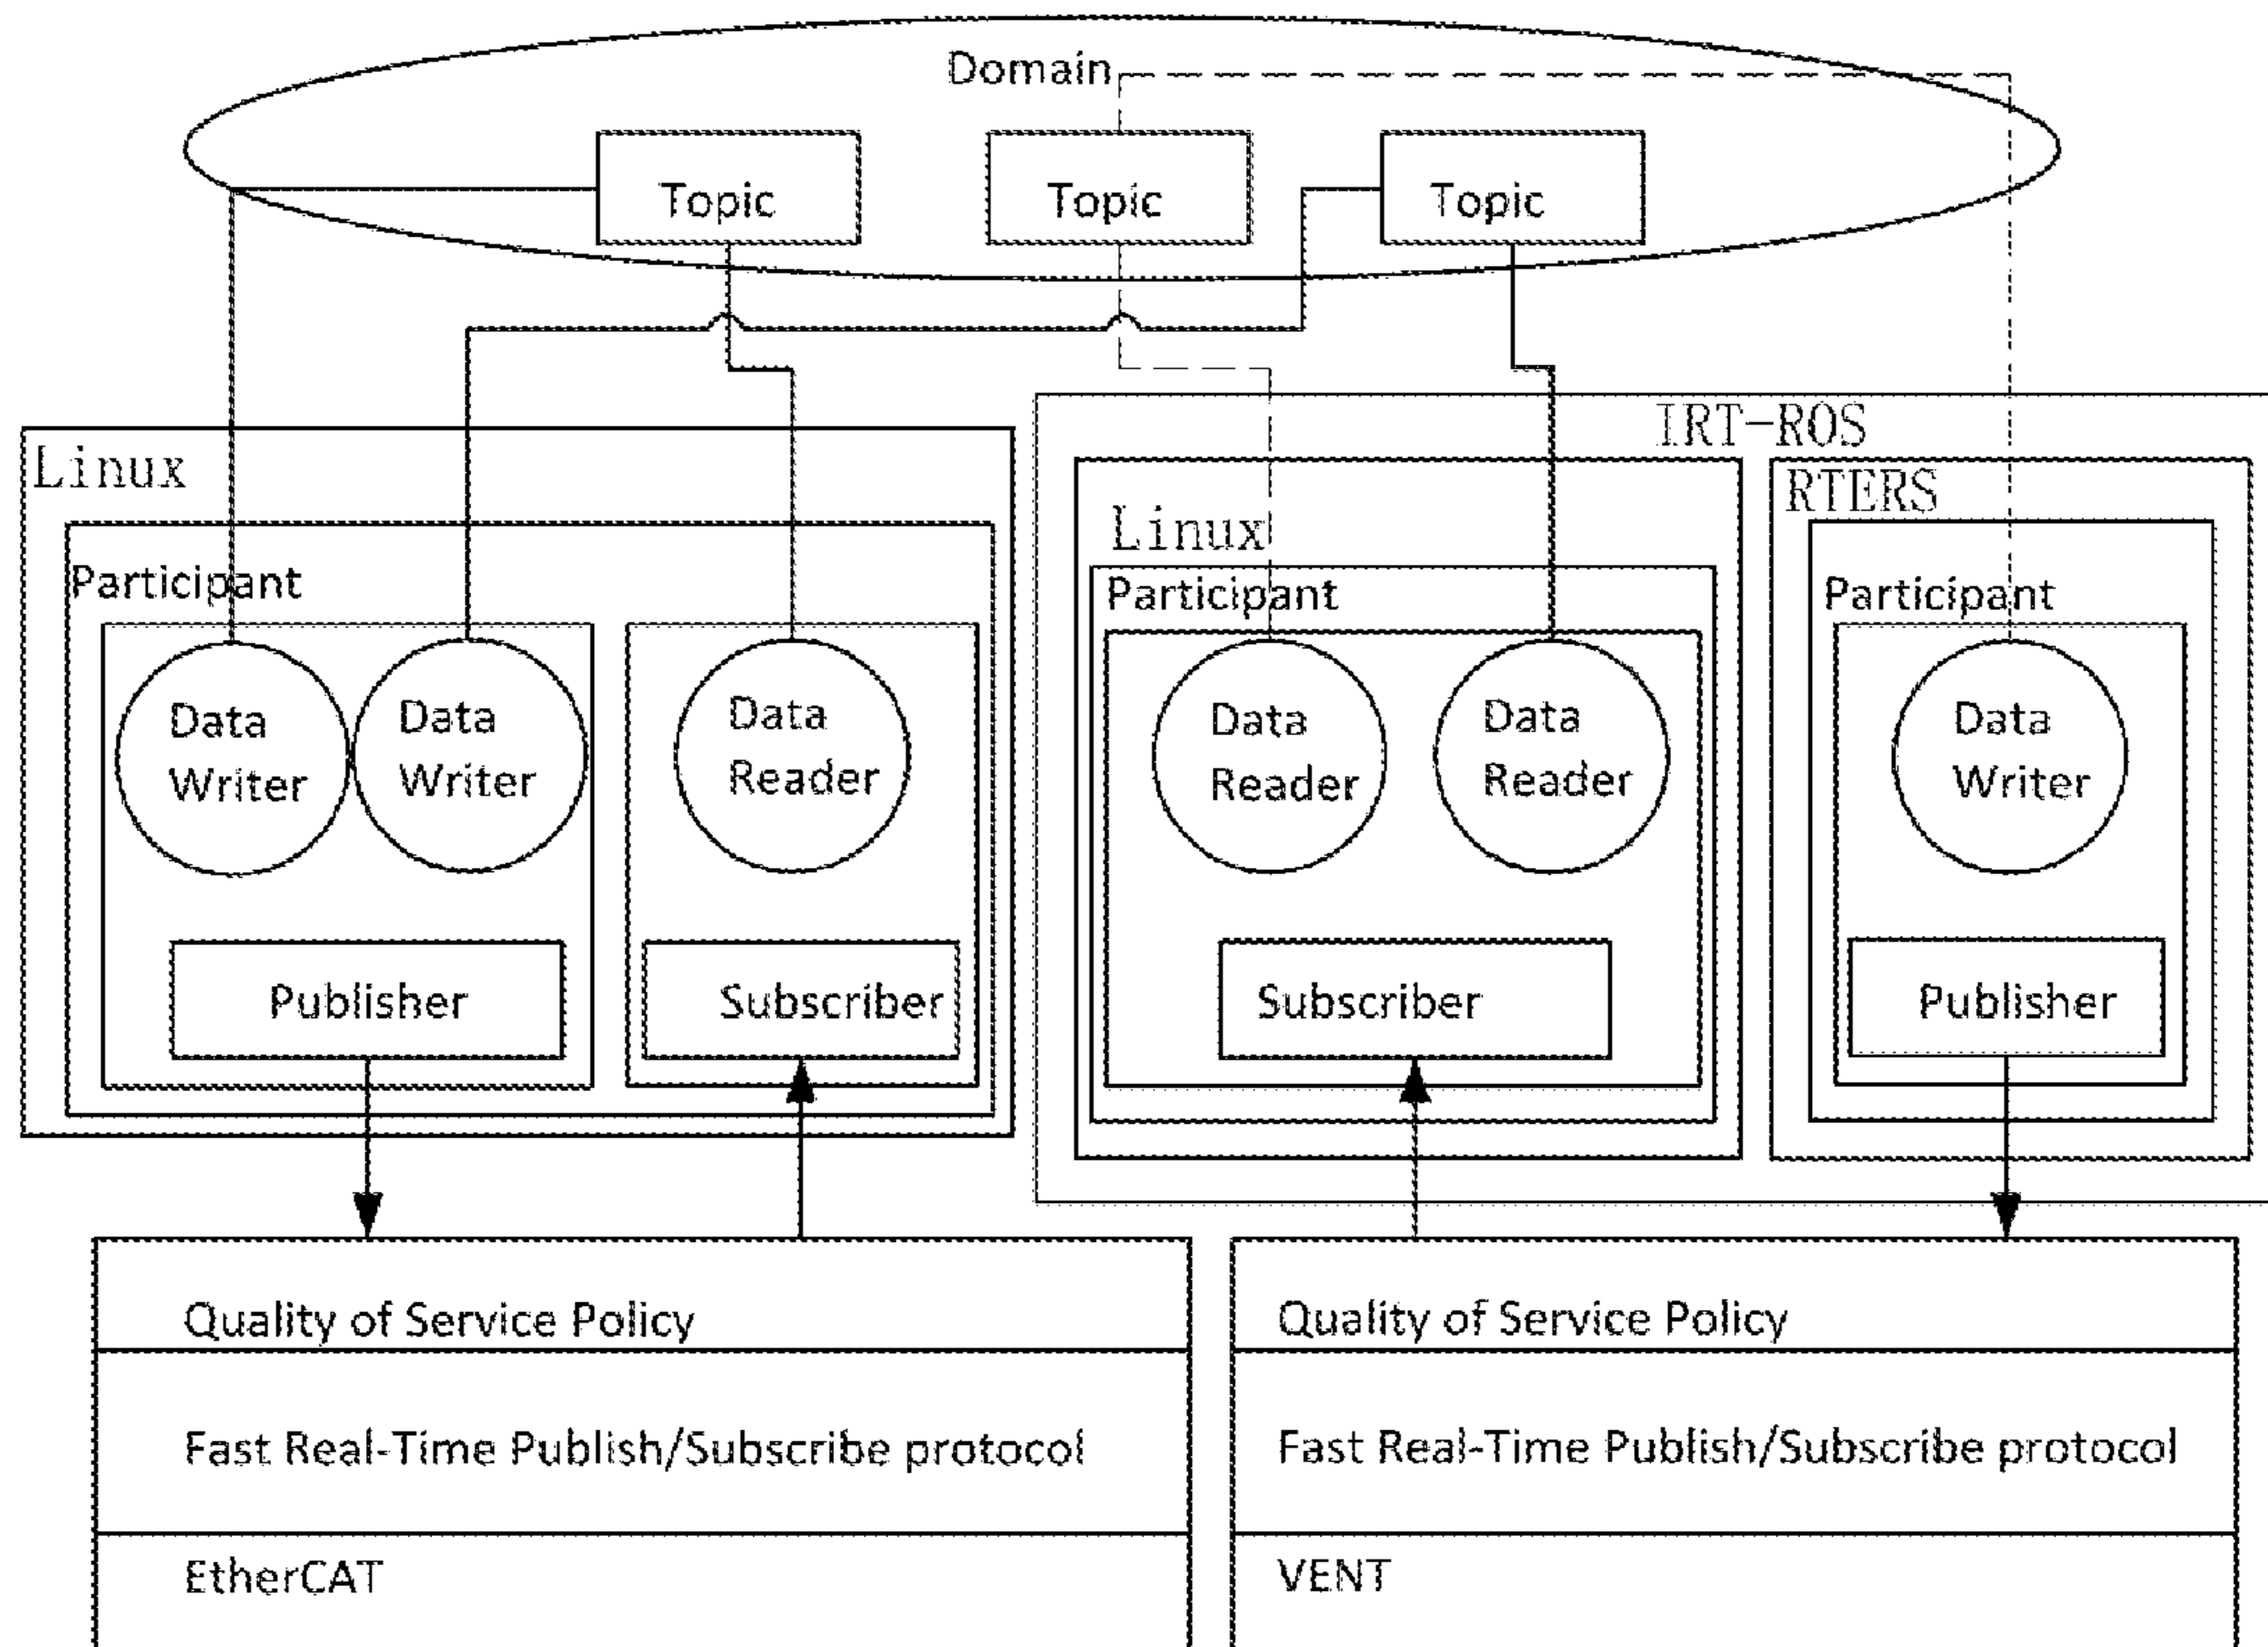 Domain
Topic
Topic
Topic
IRT-ROS
Linux
Participant
Data
Writer
Data
Writer
Data
Reader
Publisher
Subscriber
Linux
Participant
Data
Reader
Data
Reader
Subscriber
RTERS
Participant
Data
Writer
Publisher
Quality of Service Policy
Fast Real-Time Publish/Subscribe protocol
EtherCAT
Quality of Service Policy
Fast Real-Time Publish/Subscribe protocol
VENT